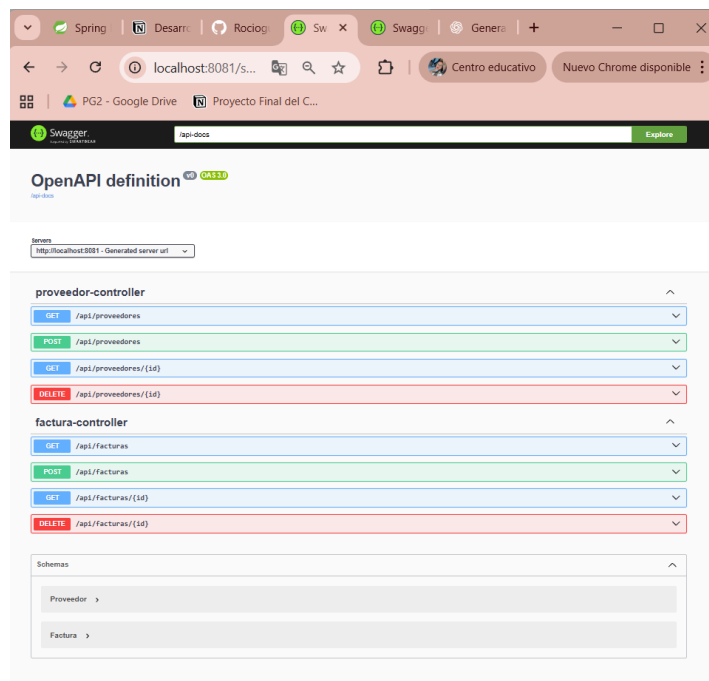 Spring
Desarro
Rociog
Sw
Swagg
Genera
localhost:8081/s...
Centro educativo
Nuevo Chrome disponible
PG2 - Google Drive
Proyecto Final del C...
Swagger.
Supported by SMARTBEAR
/api-docs
Explore
OpenAPI definition v0 OAS 3.0
/api-docs
Servers
http://localhost:8081 - Generated server url
proveedor-controller
GET /api/proveedores
POST /api/proveedores
GET /api/proveedores/{id}
DELETE /api/proveedores/{id}
factura-controller
GET /api/facturas
POST /api/facturas
GET /api/facturas/{id}
DELETE /api/facturas/{id}
Schemas
Proveedor
Factura